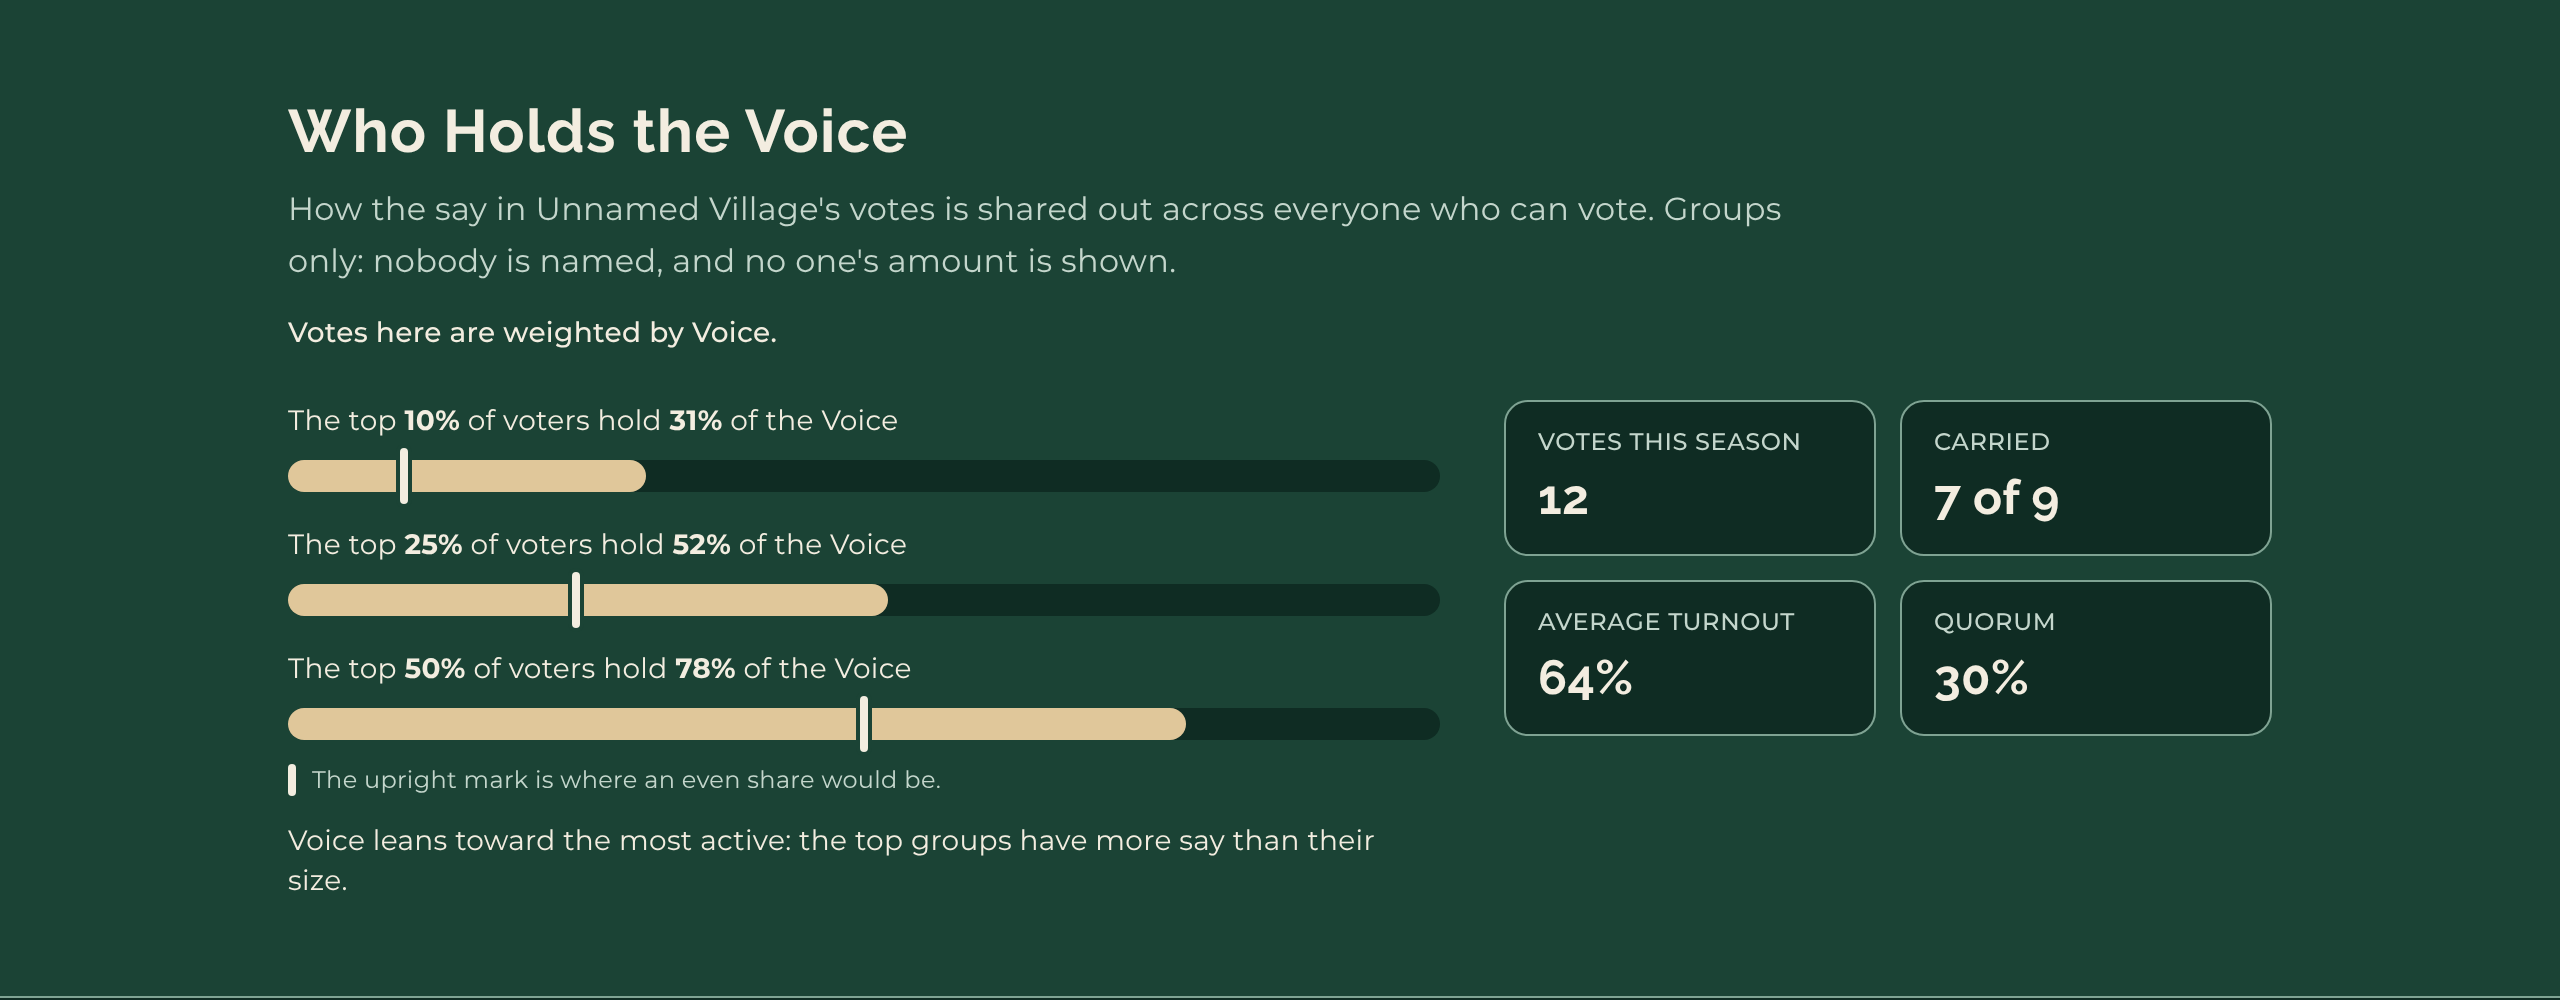 Who Holds the Voice
How the say in Unnamed Village's votes is shared out across everyone who can vote. Groups
only: nobody is named, and no one's amount is shown.
Votes here are weighted by Voice.
The top 10% of voters hold 31% of the Voice
The top 25% of voters hold 52% of the Voice
The top 50% of voters hold 78% of the Voice
The upright mark is where an even share would be.
Voice leans toward the most active: the top groups have more say than their
size.
VOTES THIS SEASON
12
CARRIED
7 of 9
AVERAGE TURNOUT
64%
QUORUM
30%